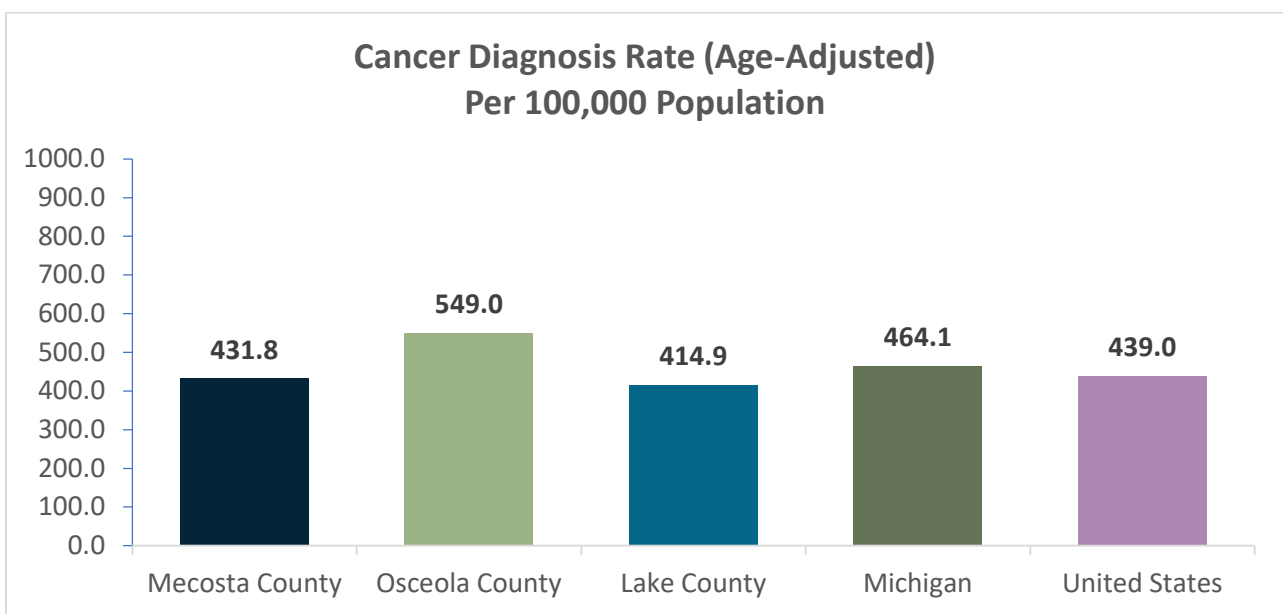 Cancer Diagnosis Rate (Age-Adjusted)
Per 100,000 Population
1000.0
900.0
800.0
700.0
600.0
500.0
400.0
300.0
200.0
100.0
0.0
431.8
549.0
414.9
464.1
439.0
Mecosta County
Osceola County
Lake County
Michigan
United States